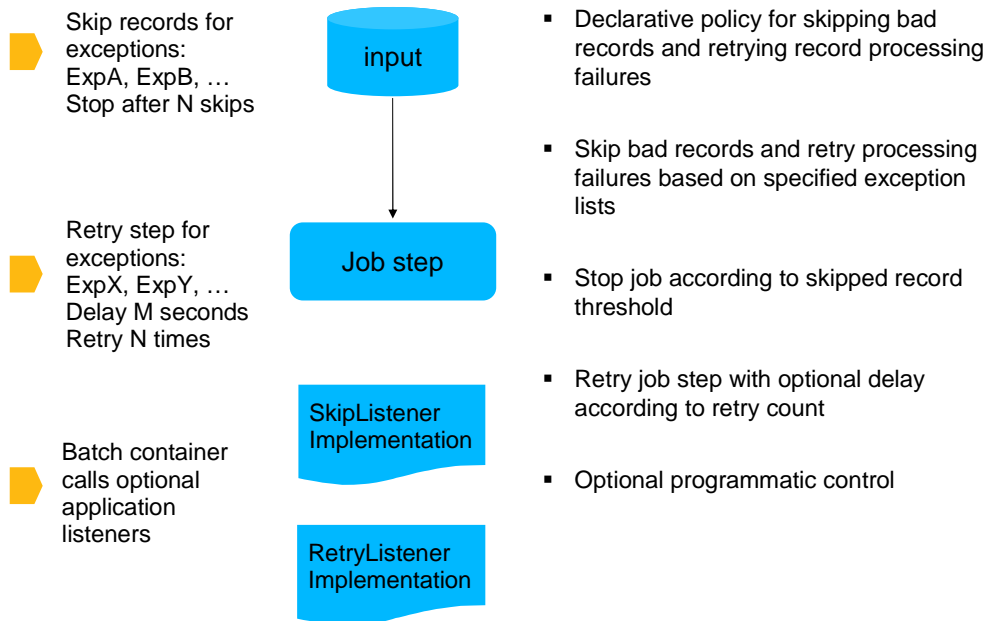 Skip records for
exceptions:
ExpA, ExpB, …
Stop after N skips
input
Retry step for
exceptions:
ExpX, ExpY, …
Delay M seconds
Retry N times
Job step
Batch container
calls optional
application
listeners
SkipListener
Implementation
RetryListener
Implementation
▪ Declarative policy for skipping bad
records and retrying record processing
failures
▪ Skip bad records and retry processing
failures based on specified exception
lists
▪ Stop job according to skipped record
threshold
▪ Retry job step with optional delay
according to retry count
▪ Optional programmatic control